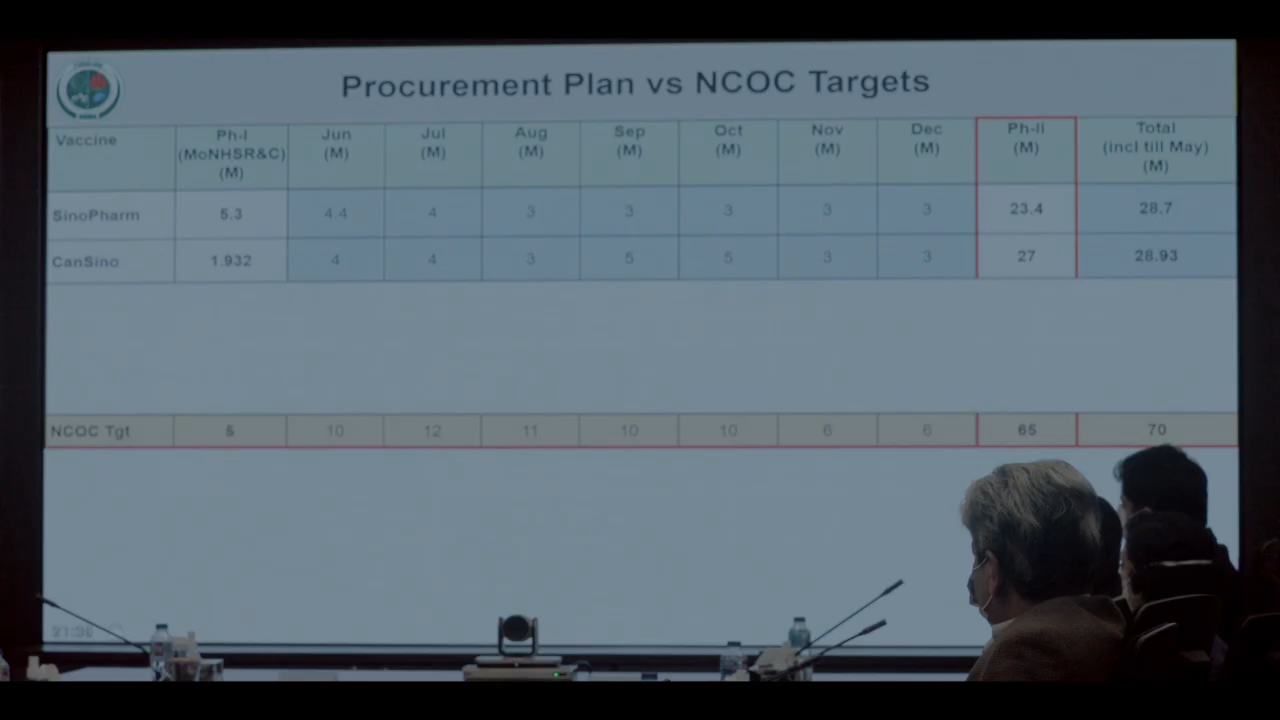 Procurement Plan vs NCOC Targets
Vaccine Ph-I (MoNHSR&C) (M) Jun (M) Jul (M) Aug (M) Sep (M) Oct (M) Nov (M) Dec (M) Ph-II (M) Total (incl till May) (M)
SinoPharm 5.3 4.4 4 3 3 3 3 3 23.4 28.7
CanSino 1.932 4 4 3 5 5 3 3 27 28.93
NCOC Tgt 5 10 12 11 10 10 6 6 65 70